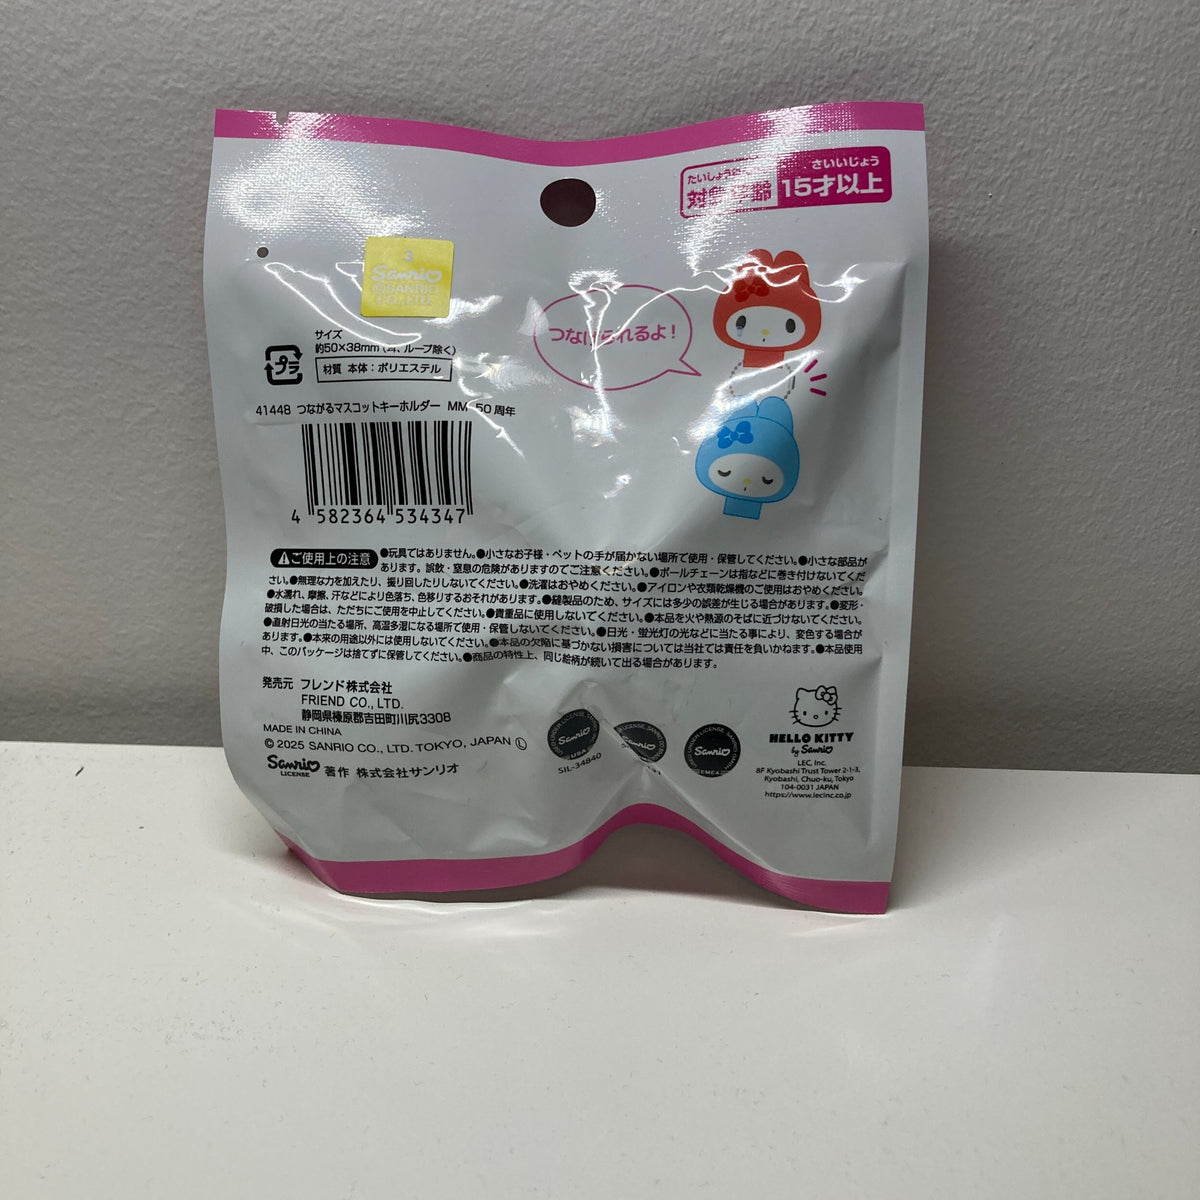 さいいじょう
15才以上
Sanrio
© SANRIO
CO., LTD.
つなげられるよ!
サイズ
約50×38mm (耳、ループ除く)
プラ
材質 本体:ポリエステル
41448 つながるマスコットキーホルダー MM 50周年
4 582364 534347
ご使用上の注意 ●玩具ではありません。●小さなお子様・ペットの手が届かない場所で使用・保管してください。●小さな部品が
あります。誤飲・窒息の危険がありますのでご注意ください。●ボールチェーンは指などに巻き付けないでくだ
さい。●無理な力を加えたり、振り回したりしないでください。●洗濯はおやめください。●アイロンや衣類乾燥機のご使用はおやめください。
●水濡れ、摩擦、汗などにより色落ち、色移りするおそれがあります。●縫製品のため、サイズには多少の誤差が生じる場合があります。●変形・
破損した場合は、ただちにご使用を中止してください。●貴重品に使用しないでください。●本品を火や熱源のそばに近づけないでください。
●直射日光の当たる場所、高温多湿になる場所で使用・保管しないでください。●日光・蛍光灯の光などに当たる事により、変色する場合が
あります。●本来の用途以外には使用しないでください。●本品の欠陥に基づかない損害については当社では責任を負いかねます。●本品使用
中、このパッケージは捨てずに保管してください。●商品の特性上、同じ絵柄が続いて出る場合があります。
発売元 フレンド株式会社
FRIEND CO., LTD.
静岡県榛原郡吉田町川尻3308
MADE IN CHINA
© 2025 SANRIO CO., LTD. TOKYO, JAPAN Ⓛ
Sanrio
LICENSE
著作 株式会社サンリオ
Sanrio
USA
SIL-34840
Sanrio
Sanrio
EMEA
HELLO KITTY
by Sanrio
LEC, Inc.
8F Kyobashi Trust Tower 2-1-3,
Kyobashi, Chuo-ku, Tokyo
104-0031 JAPAN
https://www.lecinc.co.jp